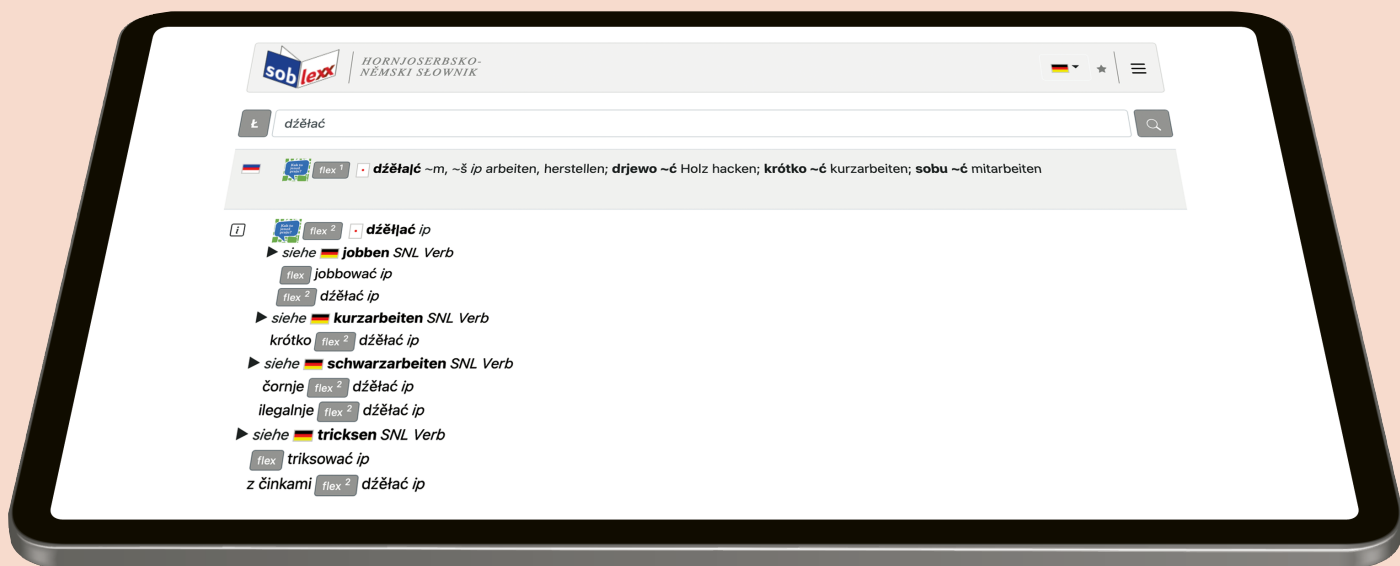 soblexx HORNJOSERBSKO-
NĚMSKI SŁOWNIK
Ł dźěłać
flex 1 dźěła|ć ~m, ~š ip arbeiten, herstellen; drjewo ~ć Holz hacken; krótko ~ć kurzarbeiten; sobu ~ć mitarbeiten
i flex 2 dźěł|ać ip
▶ siehe jobben SNL Verb
flex jobbować ip
flex 2 dźěłać ip
▶ siehe kurzarbeiten SNL Verb
krótko flex 2 dźěłać ip
▶ siehe schwarzarbeiten SNL Verb
čornje flex 2 dźěłać ip
ilegalnje flex 2 dźěłać ip
▶ siehe tricksen SNL Verb
flex triksować ip
z činkami flex 2 dźěłać ip